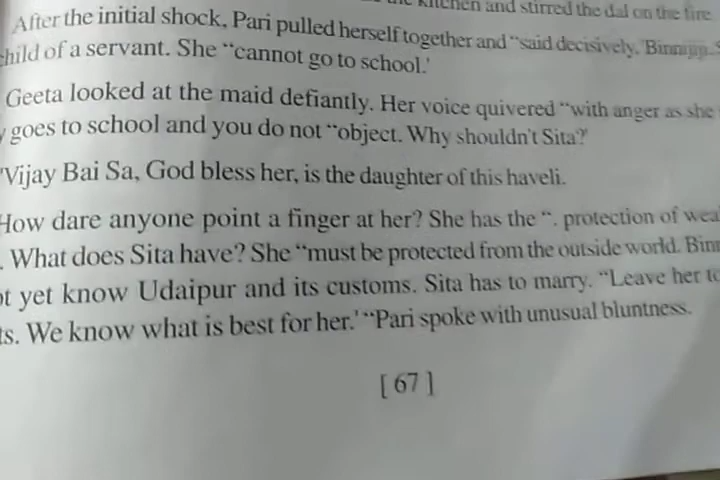 the kitchen and stirred the dal on the fire
After the initial shock, Pari pulled herself together and "said decisively, 'Binniji.
child of a servant. She "cannot go to school.'
Geeta looked at the maid defiantly. Her voice quivered "with anger as she
y goes to school and you do not "object. Why shouldn't Sita?'
'Vijay Bai Sa, God bless her, is the daughter of this haveli.
How dare anyone point a finger at her? She has the ". protection of
. What does Sita have? She "must be protected from the outside world.
ot yet know Udaipur and its customs. Sita has to marry. "Leave her to
ts. We know what is best for her.' "Pari spoke with unusual bluntness.
[ 67 ]